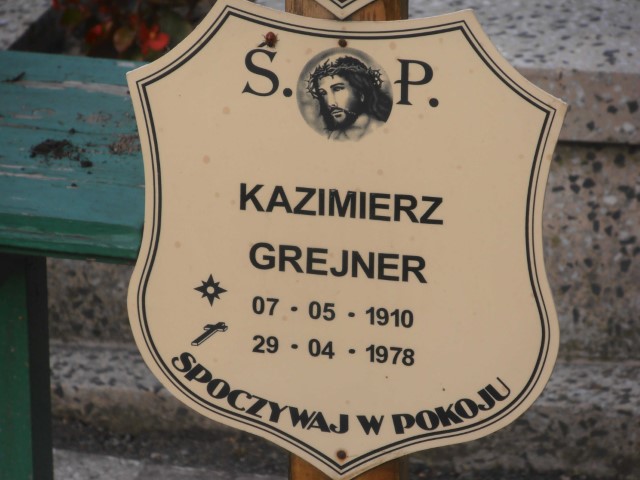 Ś. P.
KAZIMIERZ
GREJNER
07 · 05 · 1910
29 · 04 · 1978
SPOCZYWAJ W POKOJU